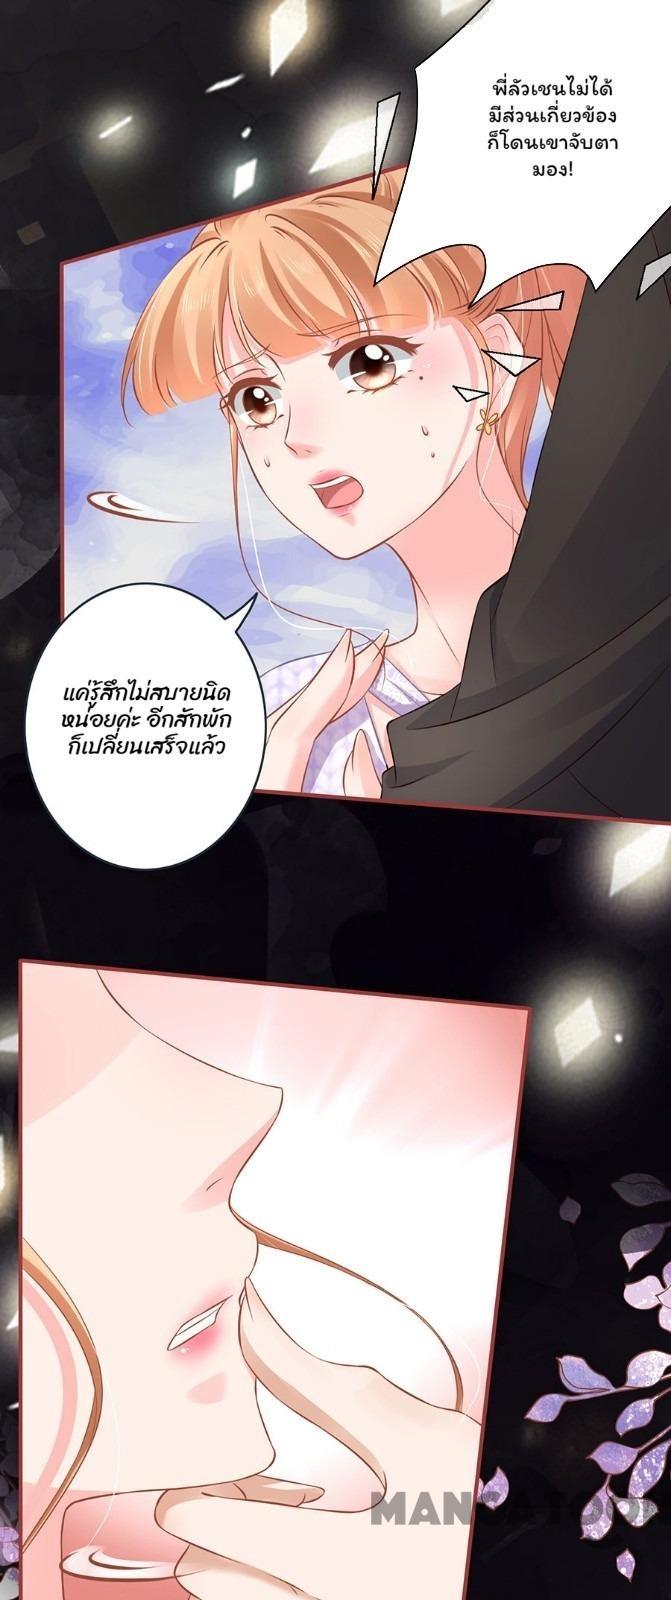 พี่ลัวเชนไม่ได้
มีส่วนเกี่ยวข้อง
ก็โดนเขาจับตา
มอง!
แค่รู้สึกไม่สบายนิด
หน่อยค่ะ อีกสักพัก
ก็เปลี่ยนเสร็จแล้ว
MANGATOON